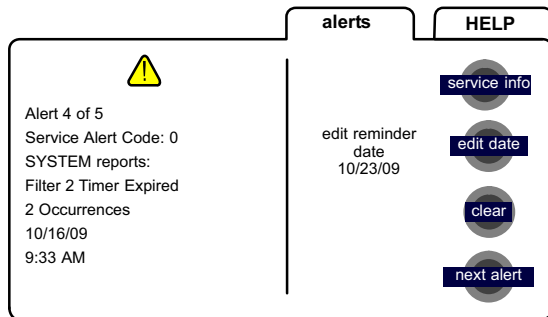 alerts
HELP
Alert 4 of 5
Service Alert Code: 0
SYSTEM reports:
Filter 2 Timer Expired
2 Occurrences
10/16/09
9:33 AM
edit reminder
date
10/23/09
service info
edit date
clear
next alert